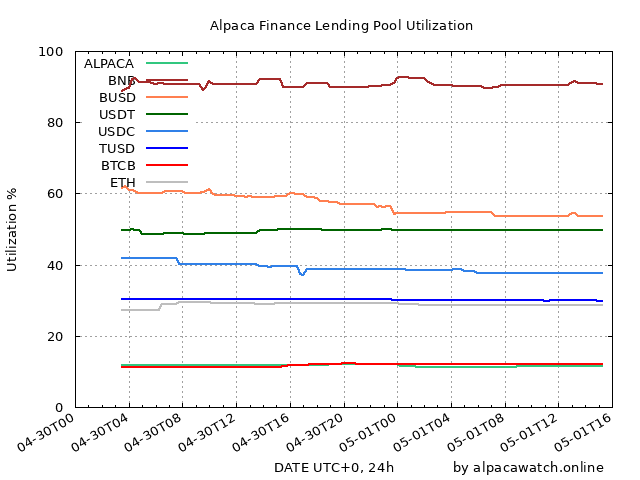 Alpaca Finance Lending Pool Utilization
100
80
60
40
20
0
Utilization %
ALPACA
BNB
BUSD
USDT
USDC
TUSD
BTCB
ETH
04-30T00
04-30T04
04-30T08
04-30T12
04-30T16
04-30T20
05-01T00
05-01T04
05-01T08
05-01T12
05-01T16
DATE UTC+0, 24h
by alpacawatch.online